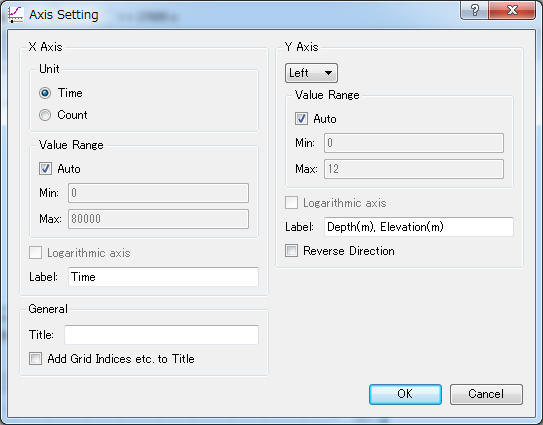 Axis Setting
X Axis
Unit
Time
Count
Value Range
Auto
Min: 0
Max: 80000
Logarithmic axis
Label: Time
General
Title:
Add Grid Indices etc. to Title
Y Axis
Left
Value Range
Auto
Min: 0
Max: 12
Logarithmic axis
Label: Depth(m), Elevation(m)
Reverse Direction
OK
Cancel